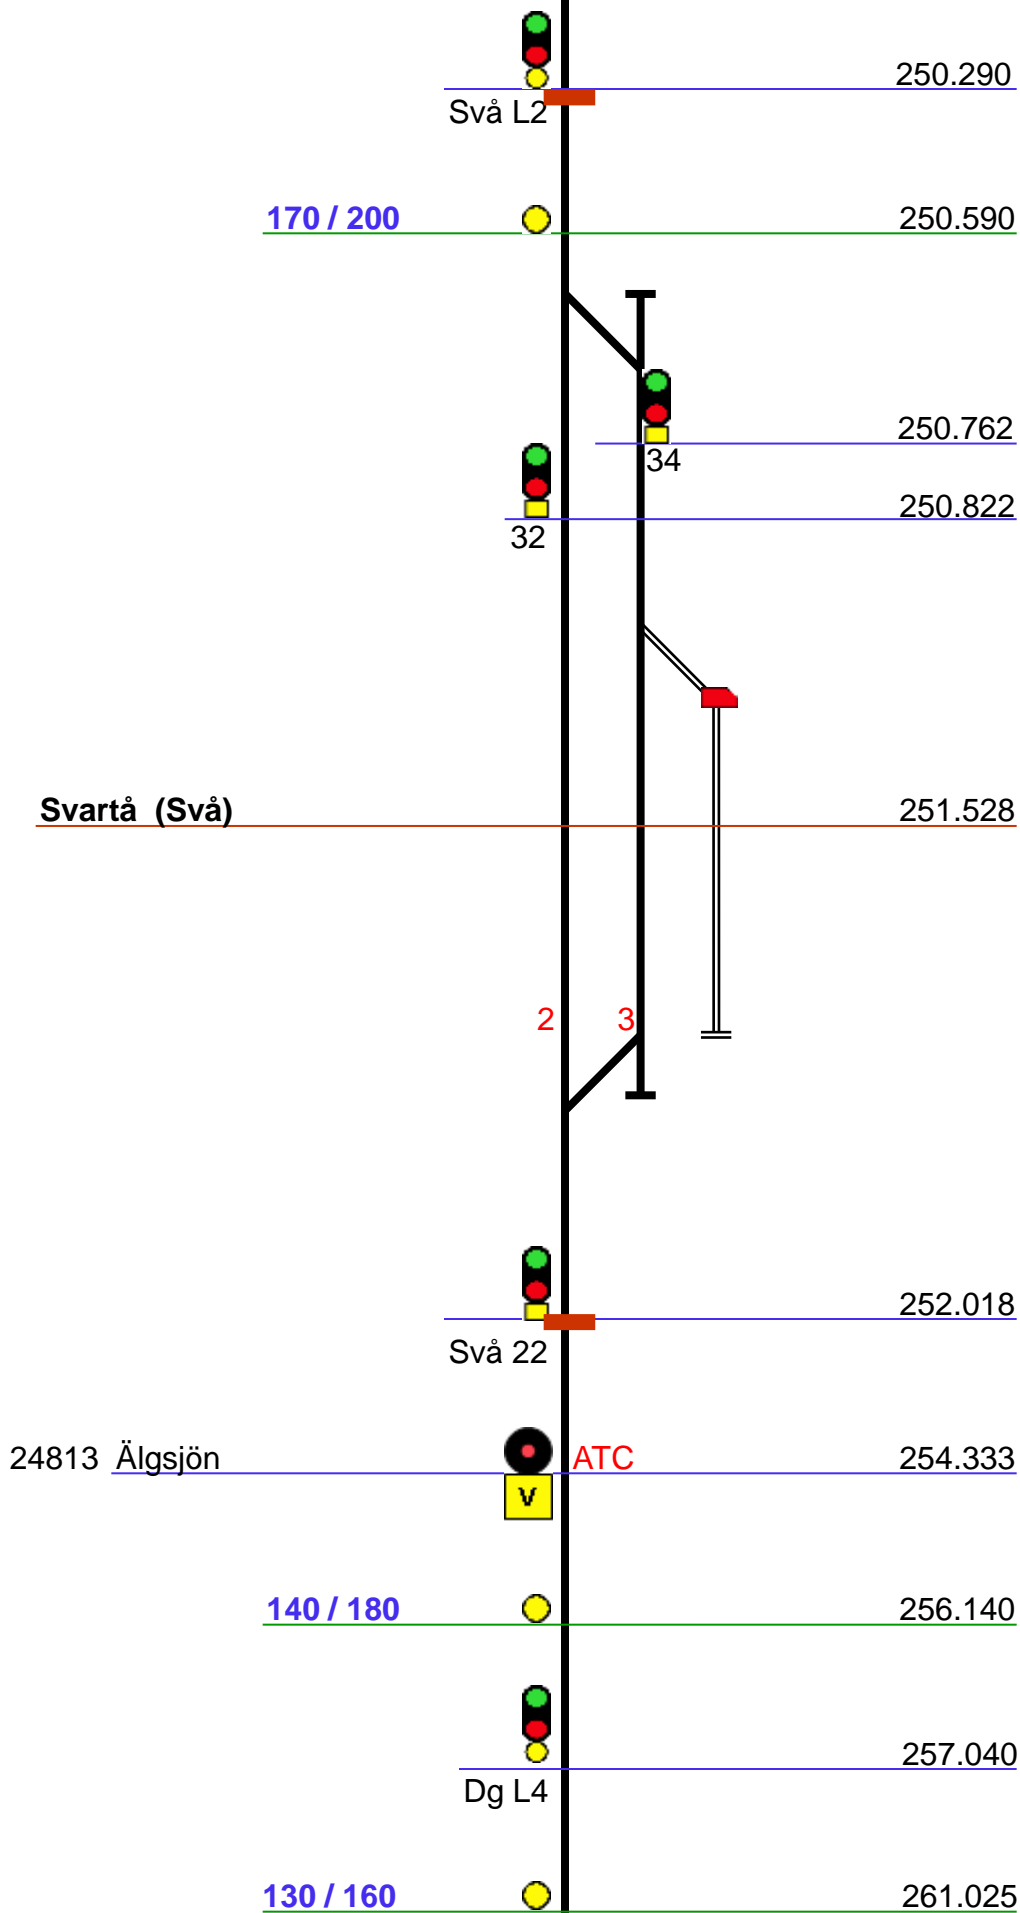 250.290
Svå L2
170 / 200 250.590
250.762
34
250.822
32
Svartå (Svå) 251.528
2 3
252.018
Svå 22
24813 Älgsjön ATC 254.333
V
140 / 180 256.140
257.040
Dg L4
130 / 160 261.025